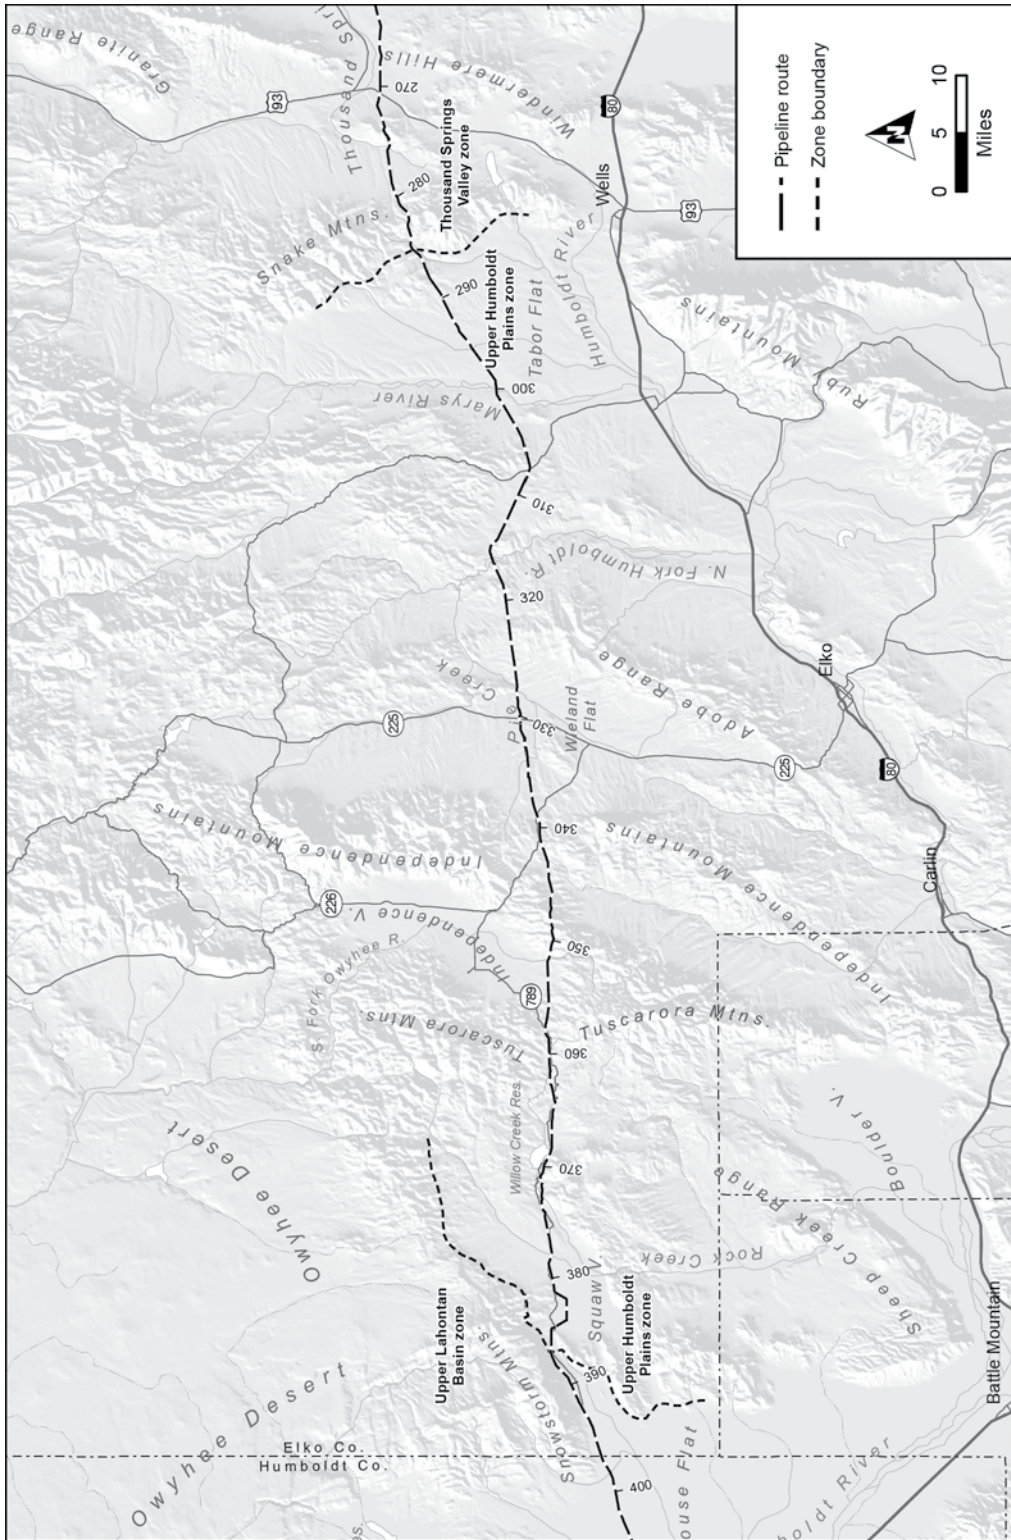 Granite Range
93
Thousand Spri
270
Windermere Hills
80
Thousand Springs
Valley zone
280
Snake Mtns.
Wells
93
290
Upper Humboldt
Plains zone
Tabor Flat
Humboldt River
300
Marys River
Ruby Mountains
310
N. Fork Humboldt R.
320
Pie Creek
330
Wieland
Flat
225
Adobe Range
Elko
225
80
340
Independence Mountains
Independence Mountains
Carlin
226
Independence V.
350
S Fork Owyhee R.
789
Tuscarora Mtns.
Tuscarora Mtns.
360
Willow Creek Res.
370
Owyhee Desert
Boulder V.
Sheep Creek Range
Rock Creek
380
Squaw V.
Upper Lahontan
Basin zone
Upper Humboldt
Plains zone
390
Snowstorm Mtns.
Battle Mountain
Owyhee Desert
Elko Co.
Humboldt Co.
400
ouse Flat
boldt River
es.
Pipeline route
Zone boundary
N
0 5 10
Miles